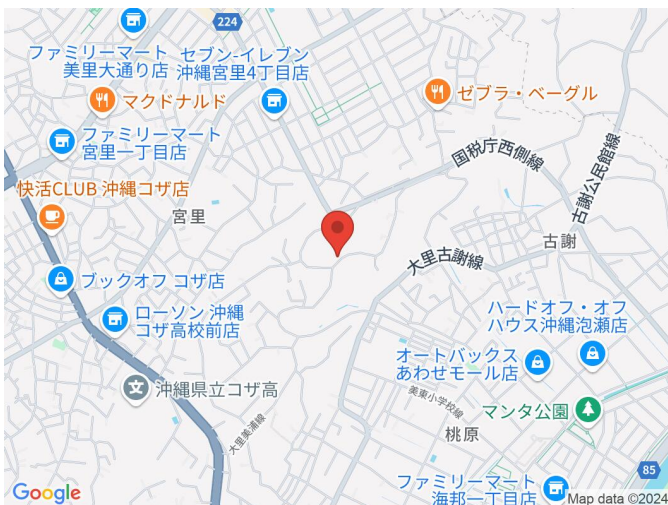 224
ファミリーマート
美里大通り店
セブン-イレブン
沖縄宮里4丁目店
マクドナルド
ゼブラ・ベーグル
ファミリーマート
宮里一丁目店
国税庁西側線
古謝公民館線
快活CLUB 沖縄コザ店
宮里
古謝
大里古謝線
ブックオフ コザ店
ローソン 沖縄
コザ高校前店
ハードオフ・オフ
ハウス沖縄泡瀬店
オートバックス
あわせモール店
沖縄県立コザ高
美東小学校線
マンタ公園
大里美浦線
桃原
85
ファミリーマート
海邦一丁目店
Google
Map data ©2024